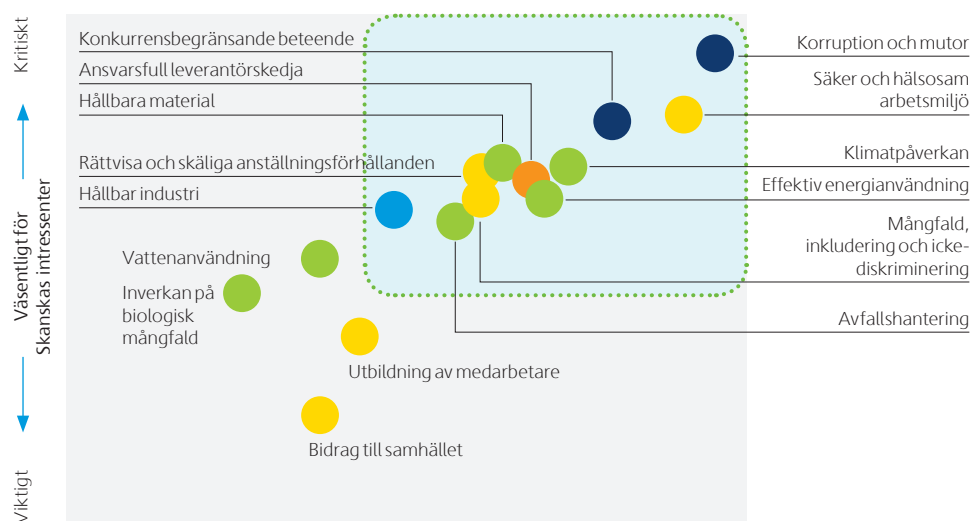 Kritiskt
Väsentligt för
Skanskas intressenter
Viktigt
Konkurrensbegränsande beteende
Ansvarsfull leverantörskedja
Hållbara material
Rättvisa och skäliga anställningsförhållanden
Hållbar industri
Vattenanvändning
Inverkan på
biologisk
mångfald
Utbildning av medarbetare
Bidrag till samhället
Korruption och mutor
Säker och hälsosam
arbetsmiljö
Klimatpåverkan
Effektiv energianvändning
Mångfald,
inkludering och icke-
diskriminering
Avfallshantering